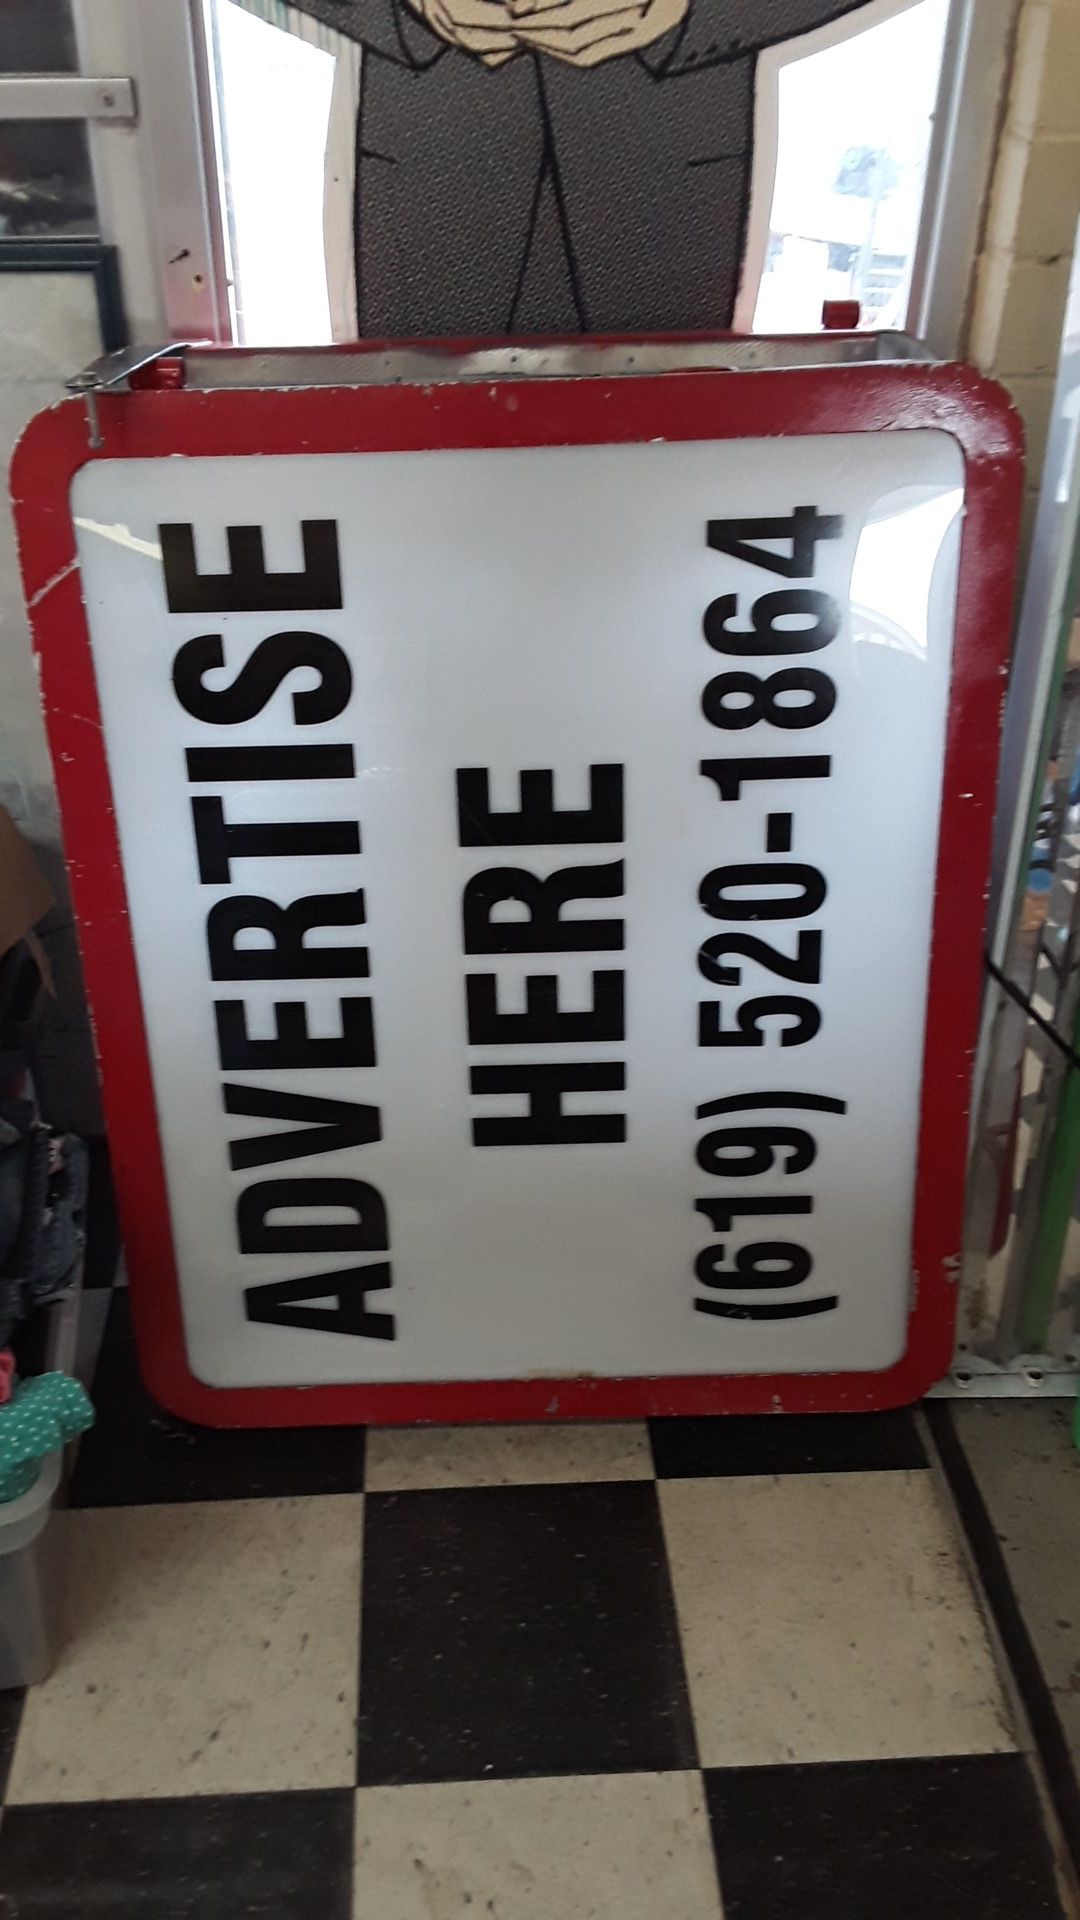 ADVERTISE
HERE
(619) 520-1864